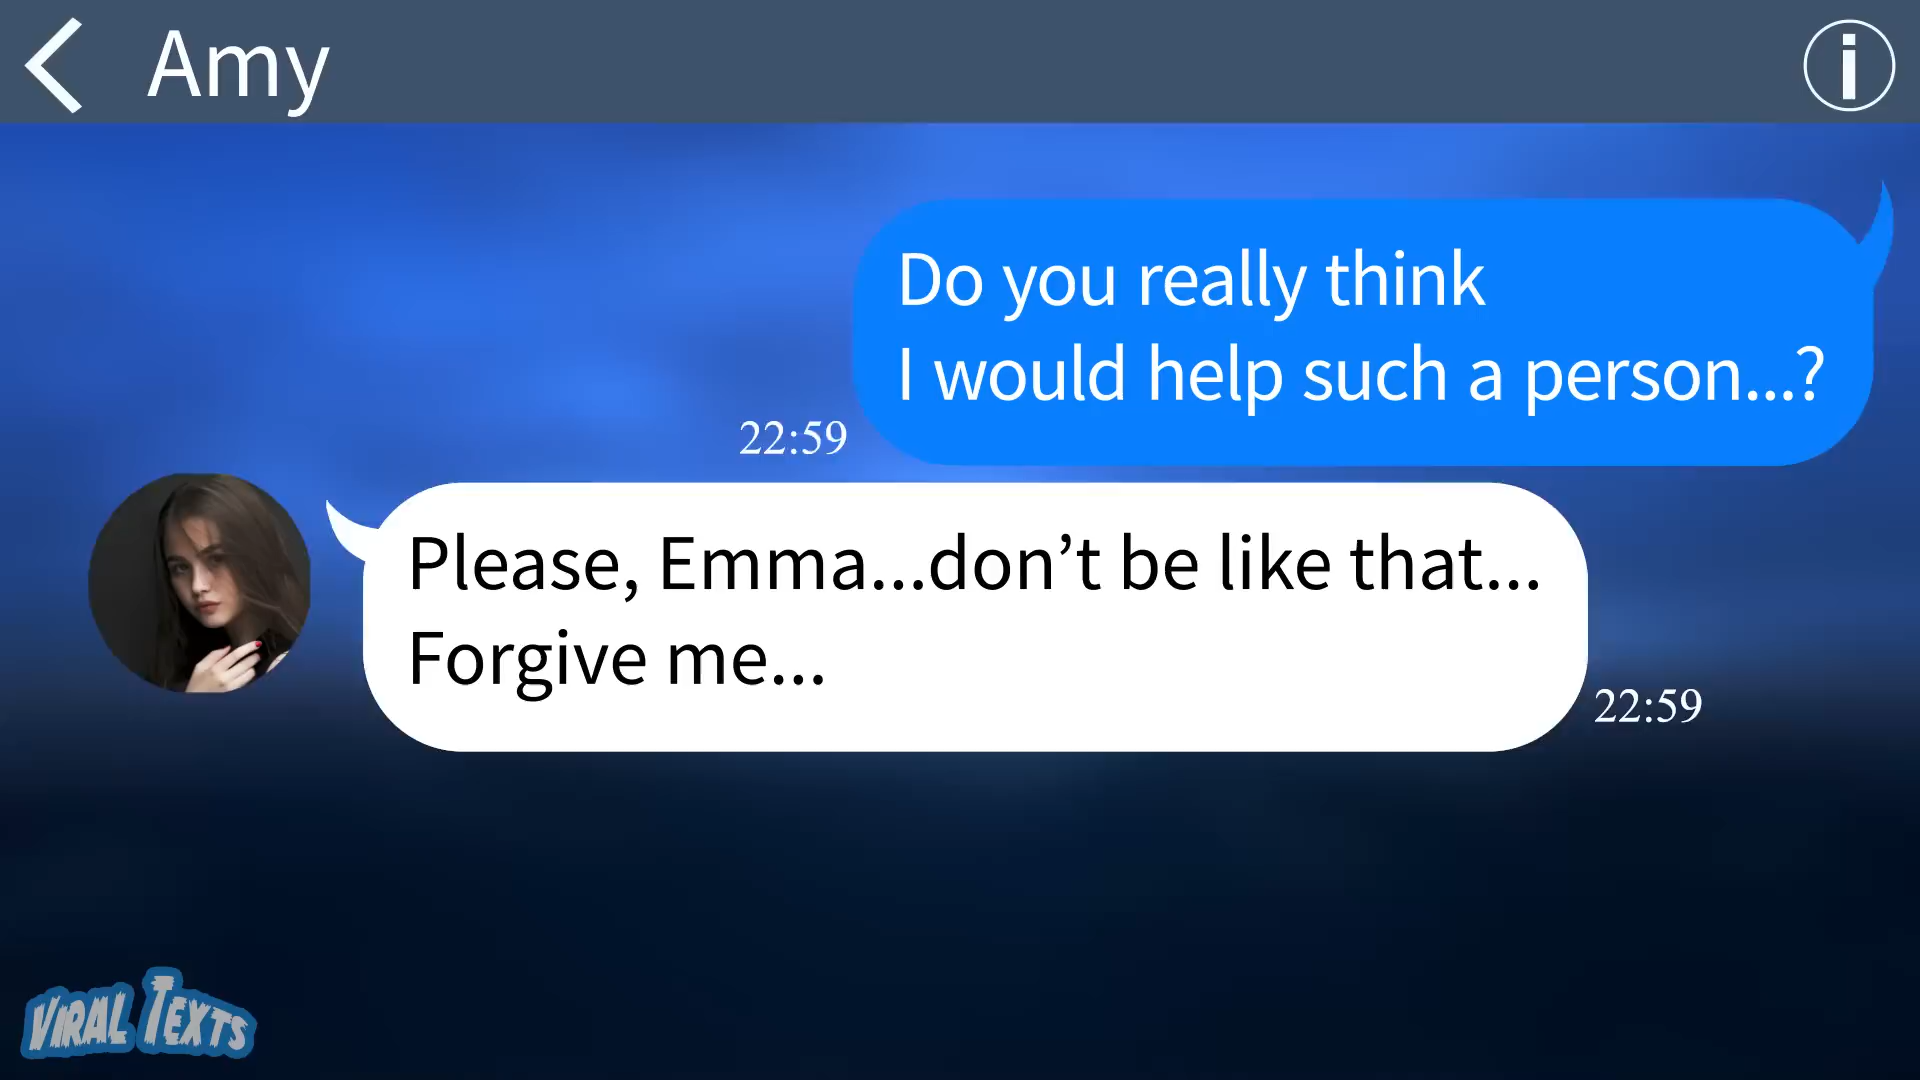 Amy
Do you really think
I would help such a person...?
22:59
Please, Emma...don’t be like that...
Forgive me...
22:59
VIRAL TEXTS